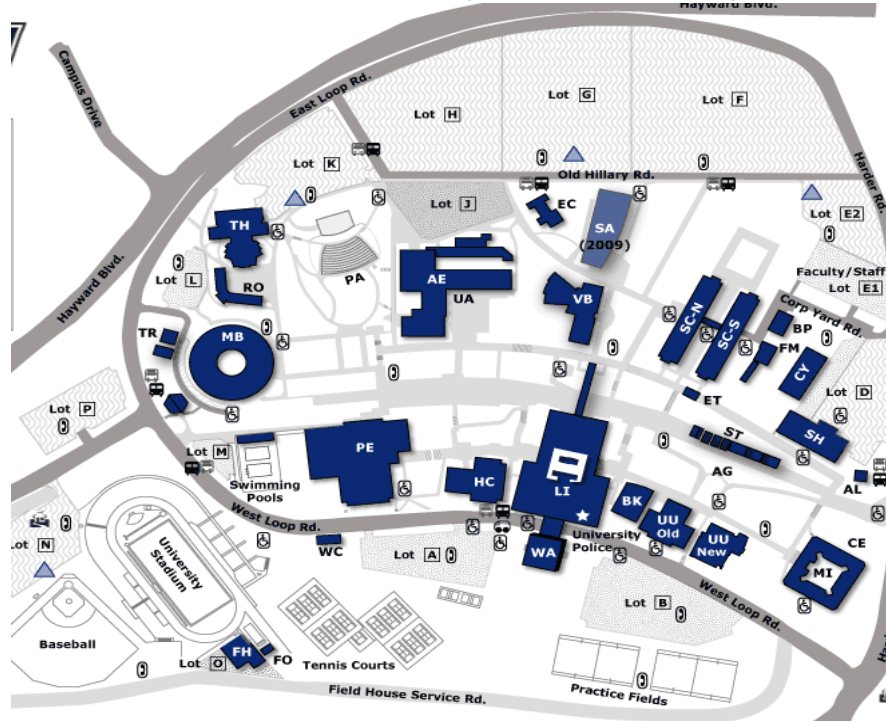 Hayward Blvd.
Campus Drive
East Loop Rd.
Lot G
Lot F
Lot H
Lot K
Old Hillary Rd.
Harder Rd.
Lot J
EC
SA
(2009)
Lot E2
TH
PA
Faculty/Staff
Lot E1
Lot L
RO
AE
UA
VB
SC-N
SC-S
Corp Yard Rd.
BP
FM
Hayward Blvd.
TR
MB
CY
Lot D
ET
Lot P
ST
SH
PE
Lot M
AG
AL
Swimming
Pools
HC
LI
BK
UU
Old
UU
New
West Loop Rd.
University
Police
CE
WC
Lot A
WA
MI
Lot N
University
Stadium
West Loop Rd.
Lot B
Baseball
FH
FO
Lot O
Tennis Courts
Practice Fields
Field House Service Rd.